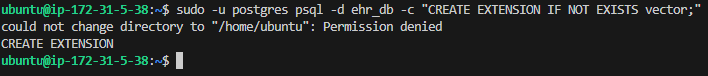 ubuntu@ip-172-31-5-38:~$ sudo -u postgres psql -d ehr_db -c "CREATE EXTENSION IF NOT EXISTS vector;"
could not change directory to "/home/ubuntu": Permission denied
CREATE EXTENSION
ubuntu@ip-172-31-5-38:~$